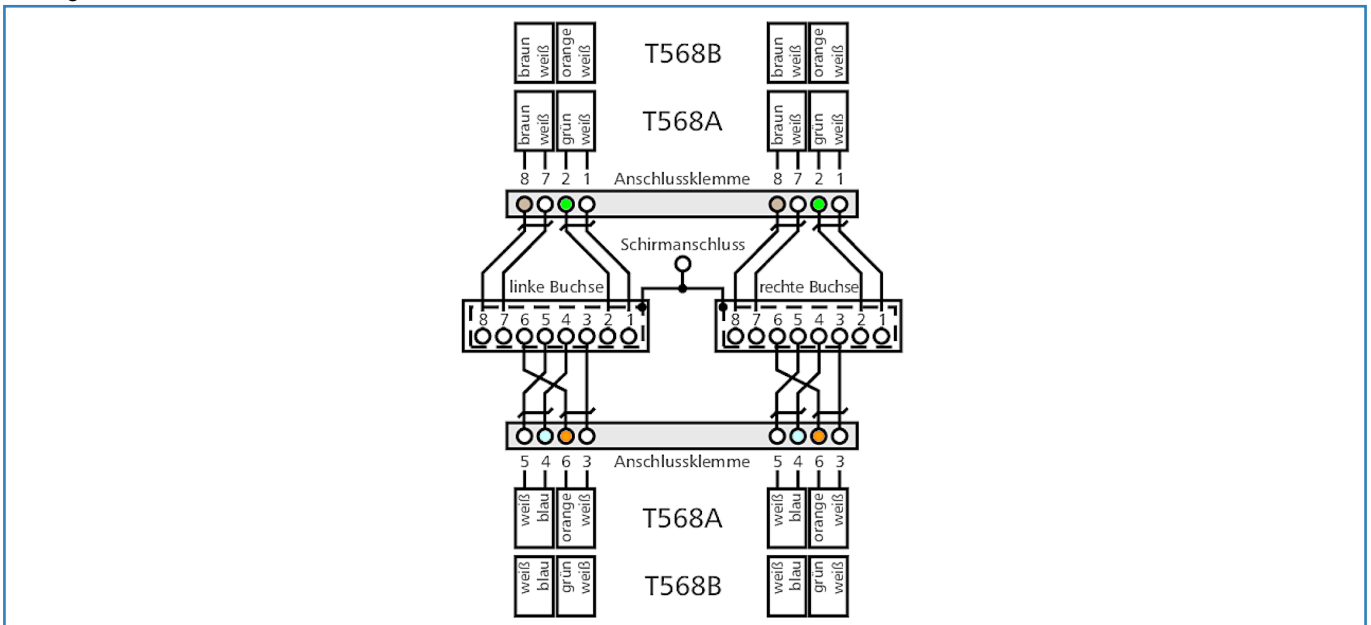 braun weiß orange weiß T568B braun weiß orange weiß
braun weiß grün weiß T568A braun weiß grün weiß
8 7 2 1 Anschlussklemme 8 7 2 1
Schirmanschluss
linke Buchse rechte Buchse
8 7 6 5 4 3 2 1 8 7 6 5 4 3 2 1
5 4 6 3 Anschlussklemme 5 4 6 3
weiß blau orange weiß T568A weiß blau orange weiß
weiß blau grün weiß T568B weiß blau grün weiß